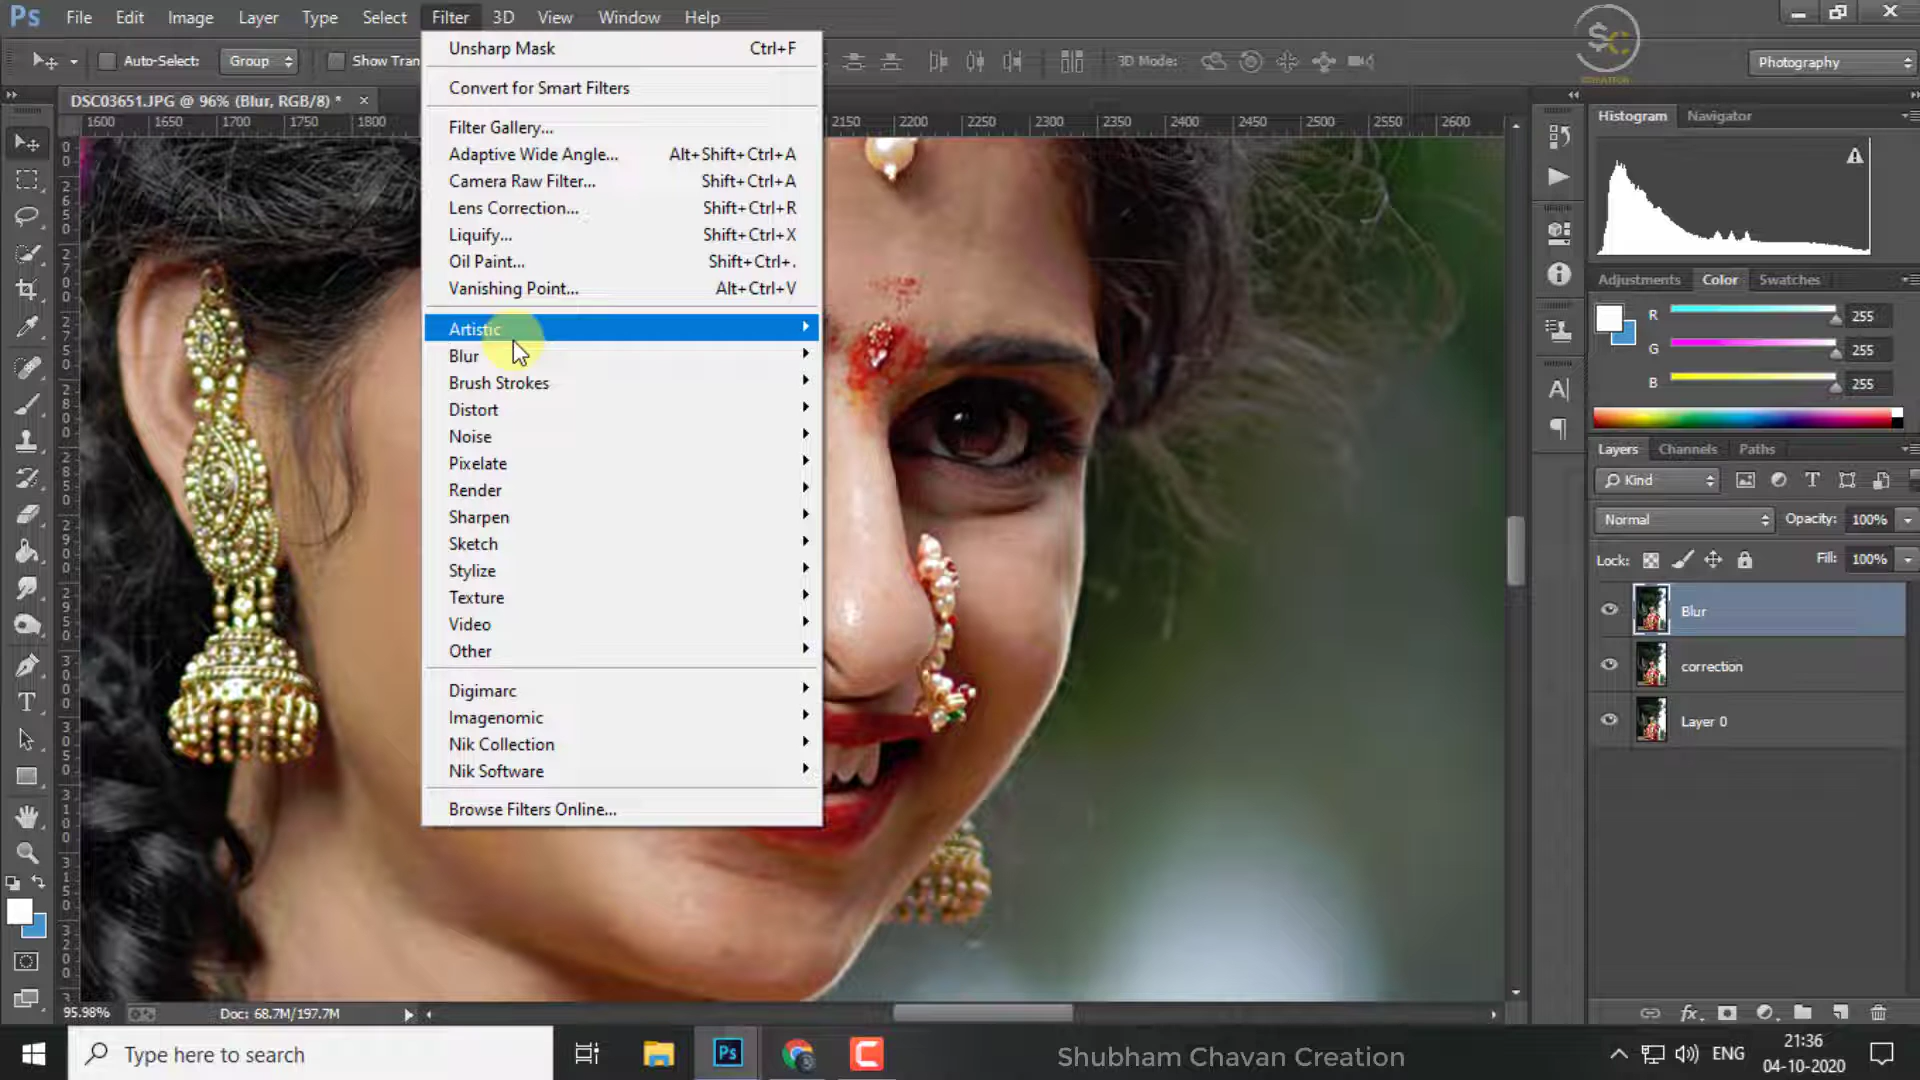 Ps File Edit Image Layer Type Select Filter 3D View Window Help
Auto-Select: Group Show Tran 3D Mode: Photography
DSC03651.JPG @ 96% (Blur, RGB/8) * ×
1600 1650 1700 1750 1800 2150 2200 2250 2300 2350 2400 2450 2500 2550 2600
Unsharp Mask Ctrl+F
Convert for Smart Filters
Filter Gallery...
Adaptive Wide Angle... Alt+Shift+Ctrl+A
Camera Raw Filter... Shift+Ctrl+A
Lens Correction... Shift+Ctrl+R
Liquify... Shift+Ctrl+X
Oil Paint... Shift+Ctrl+.
Vanishing Point... Alt+Ctrl+V
Artistic
Blur
Brush Strokes
Distort
Noise
Pixelate
Render
Sharpen
Sketch
Stylize
Texture
Video
Other
Digimarc
Imagenomic
Nik Collection
Nik Software
Browse Filters Online...
Histogram Navigator
Adjustments Color Swatches
R 255
G 255
B 255
Layers Channels Paths
Kind
Normal Opacity: 100%
Lock: Fill: 100%
Blur
correction
Layer 0
95.98% Doc: 68.7M/197.7M
Type here to search
Ps
Shubham Chavan Creation
ENG
21:36
04-10-2020